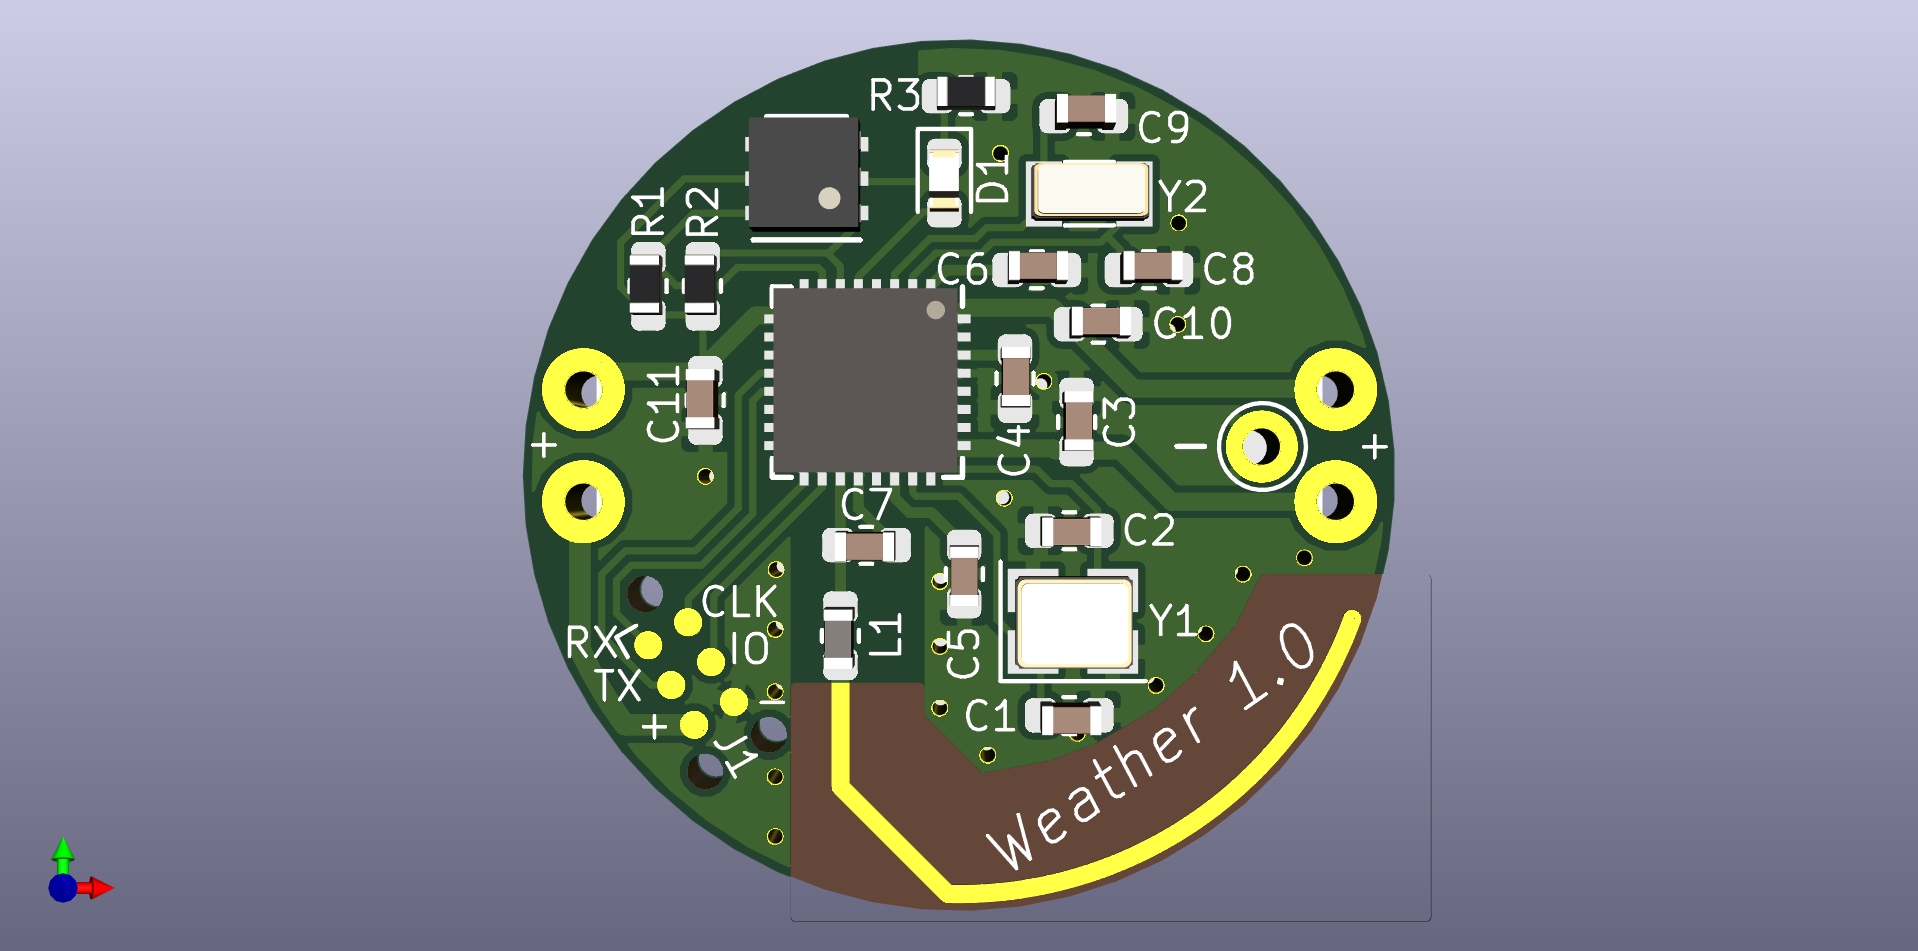 R3
C9
D1
Y2
R1
R2
C6
C8
C10
C11
C4
C3
+
−
+
C7
C2
CLK
RX<
IO
TX
L1
C5
Y1
+
−
J1
C1
Weather 1.0